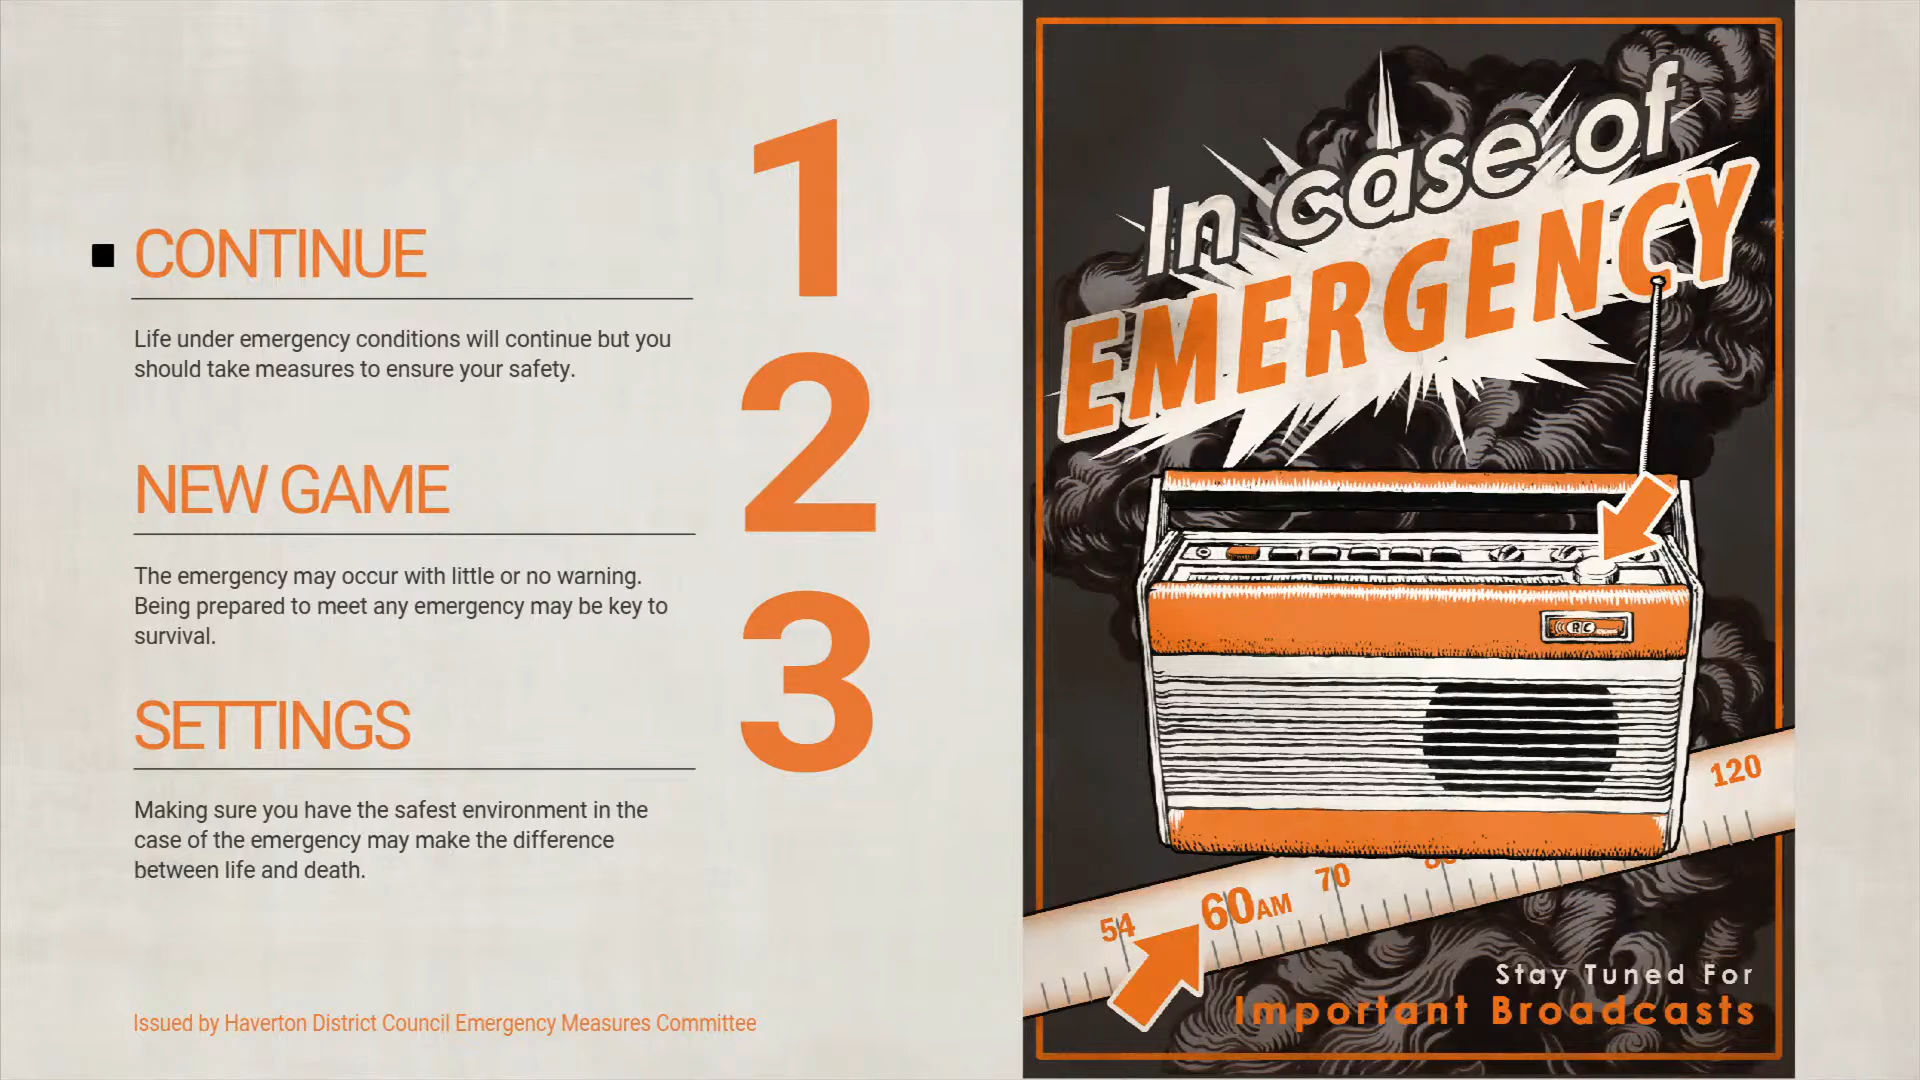 CONTINUE
1
Life under emergency conditions will continue but you
should take measures to ensure your safety.
NEW GAME
2
The emergency may occur with little or no warning.
Being prepared to meet any emergency may be key to
survival.
SETTINGS
3
Making sure you have the safest environment in the
case of the emergency may make the difference
between life and death.
Issued by Haverton District Council Emergency Measures Committee
In case of
EMERGENCY
120
54 60AM 70
Stay Tuned For
Important Broadcasts